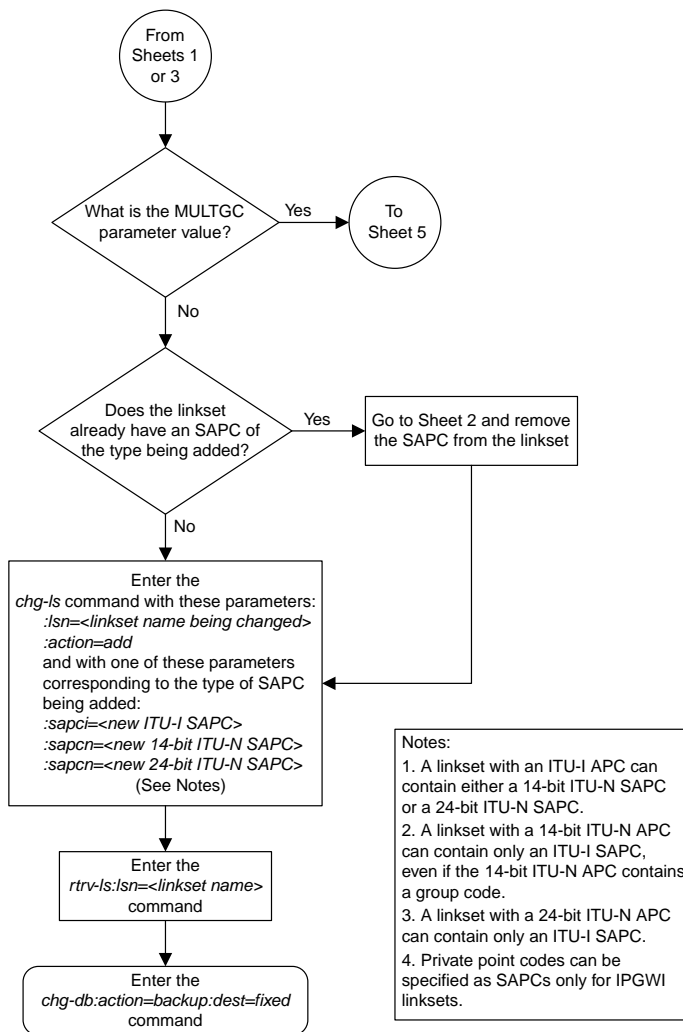 From
Sheets 1
or 3
What is the MULTGC
parameter value?
Yes
To
Sheet 5
No
Does the linkset
already have an SAPC of
the type being added?
Yes
Go to Sheet 2 and remove
the SAPC from the linkset
No
Enter the
chg-ls command with these parameters:
:lsn=<linkset name being changed>
:action=add
and with one of these parameters
corresponding to the type of SAPC
being added:
:sapci=<new ITU-I SAPC>
:sapcn=<new 14-bit ITU-N SAPC>
:sapcn=<new 24-bit ITU-N SAPC>
(See Notes)
Enter the
rtrv-ls:lsn=<linkset name>
command
Enter the
chg-db:action=backup:dest=fixed
command
Notes:
1. A linkset with an ITU-I APC can
contain either a 14-bit ITU-N SAPC
or a 24-bit ITU-N SAPC.
2. A linkset with a 14-bit ITU-N APC
can contain only an ITU-I SAPC,
even if the 14-bit ITU-N APC contains
a group code.
3. A linkset with a 24-bit ITU-N APC
can contain only an ITU-I SAPC.
4. Private point codes can be
specified as SAPCs only for IPGWI
linksets.